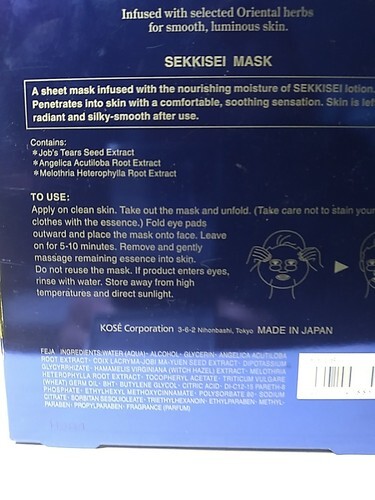 Infused with selected Oriental herbs
for smooth, luminous skin.
SEKKISEI MASK
A sheet mask infused with the nourishing moisture of SEKKISEI lotion.
Penetrates into skin with a comfortable, soothing sensation. Skin is left
radiant and silky-smooth after use.
Contains:
*Job's Tears Seed Extract
*Angelica Acutiloba Root Extract
*Melothria Heterophylla Root Extract
TO USE:
Apply on clean skin. Take out the mask and unfold. (Take care not to stain your
clothes with the essence.) Fold eye pads
outward and place the mask onto face. Leave
on for 5-10 minutes. Remove and gently
massage remaining essence into skin.
Do not reuse the mask. If product enters eyes,
rinse with water. Store away from high
temperatures and direct sunlight.
KOSÉ Corporation 3-6-2 Nihonbashi, Tokyo MADE IN JAPAN
FEJA INGREDIENTS:WATER (AQUA)· ALCOHOL· GLYCERIN· ANGELICA ACUTILOBA
ROOT EXTRACT· COIX LACRYMA-JOBI MA-YUEN SEED EXTRACT· DIPOTASSIUM
GLYCYRRHIZATE· HAMAMELIS VIRGINIANA (WITCH HAZEL) EXTRACT· MELOTHRIA
HETEROPHYLLA ROOT EXTRACT· TOCOPHERYL ACETATE· TRITICUM VULGARE
(WHEAT) GERM OIL· BHT· BUTYLENE GLYCOL· CITRIC ACID· DI-C12-15 PARETH-8
PHOSPHATE· ETHYLHEXYL METHOXYCINNAMATE· POLYSORBATE 80· SODIUM
CITRATE· SORBITAN SESQUIOLEATE· TRIETHYLHEXANOIN· ETHYLPARABEN· METHYL-
PARABEN· PROPYLPARABEN· FRAGRANCE (PARFUM)